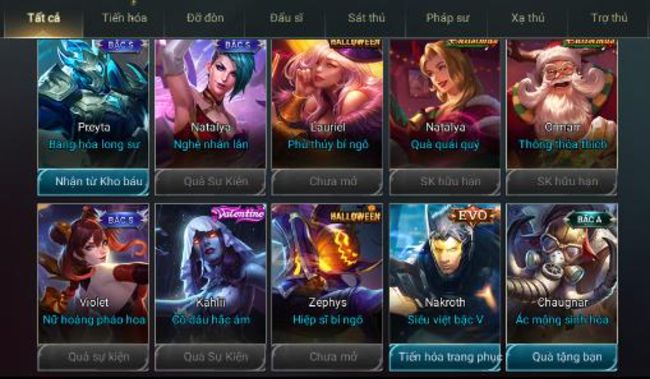 Tất cả Tiến hóa Đỡ đòn Đấu sĩ Sát thủ Pháp sư Xạ thủ Trợ thủ
BẬC S BẬC S HALLOWEEN Christmas Christmas
Preyta Natalya Lauriel Natalya Ormarr
Băng hỏa long sư Nghệ nhân lân Phù thủy bí ngô Quà quái quỷ Thông thỏa thích
Nhận từ Kho báu Quà Sự Kiện Chưa mở SK hữu hạn SK hữu hạn
BẬC S Valentine HALLOWEEN EVO BẬC A
Violet Kahlii Zephys Nakroth Chaugnar
Nữ hoàng pháo hoa Cô dâu hắc ám Hiệp sĩ bí ngô Siêu việt bậc V Ác mộng sinh hóa
Quà sự kiện Quà Sự Kiện Chưa mở Tiến hóa trang phục Quà tặng bạn